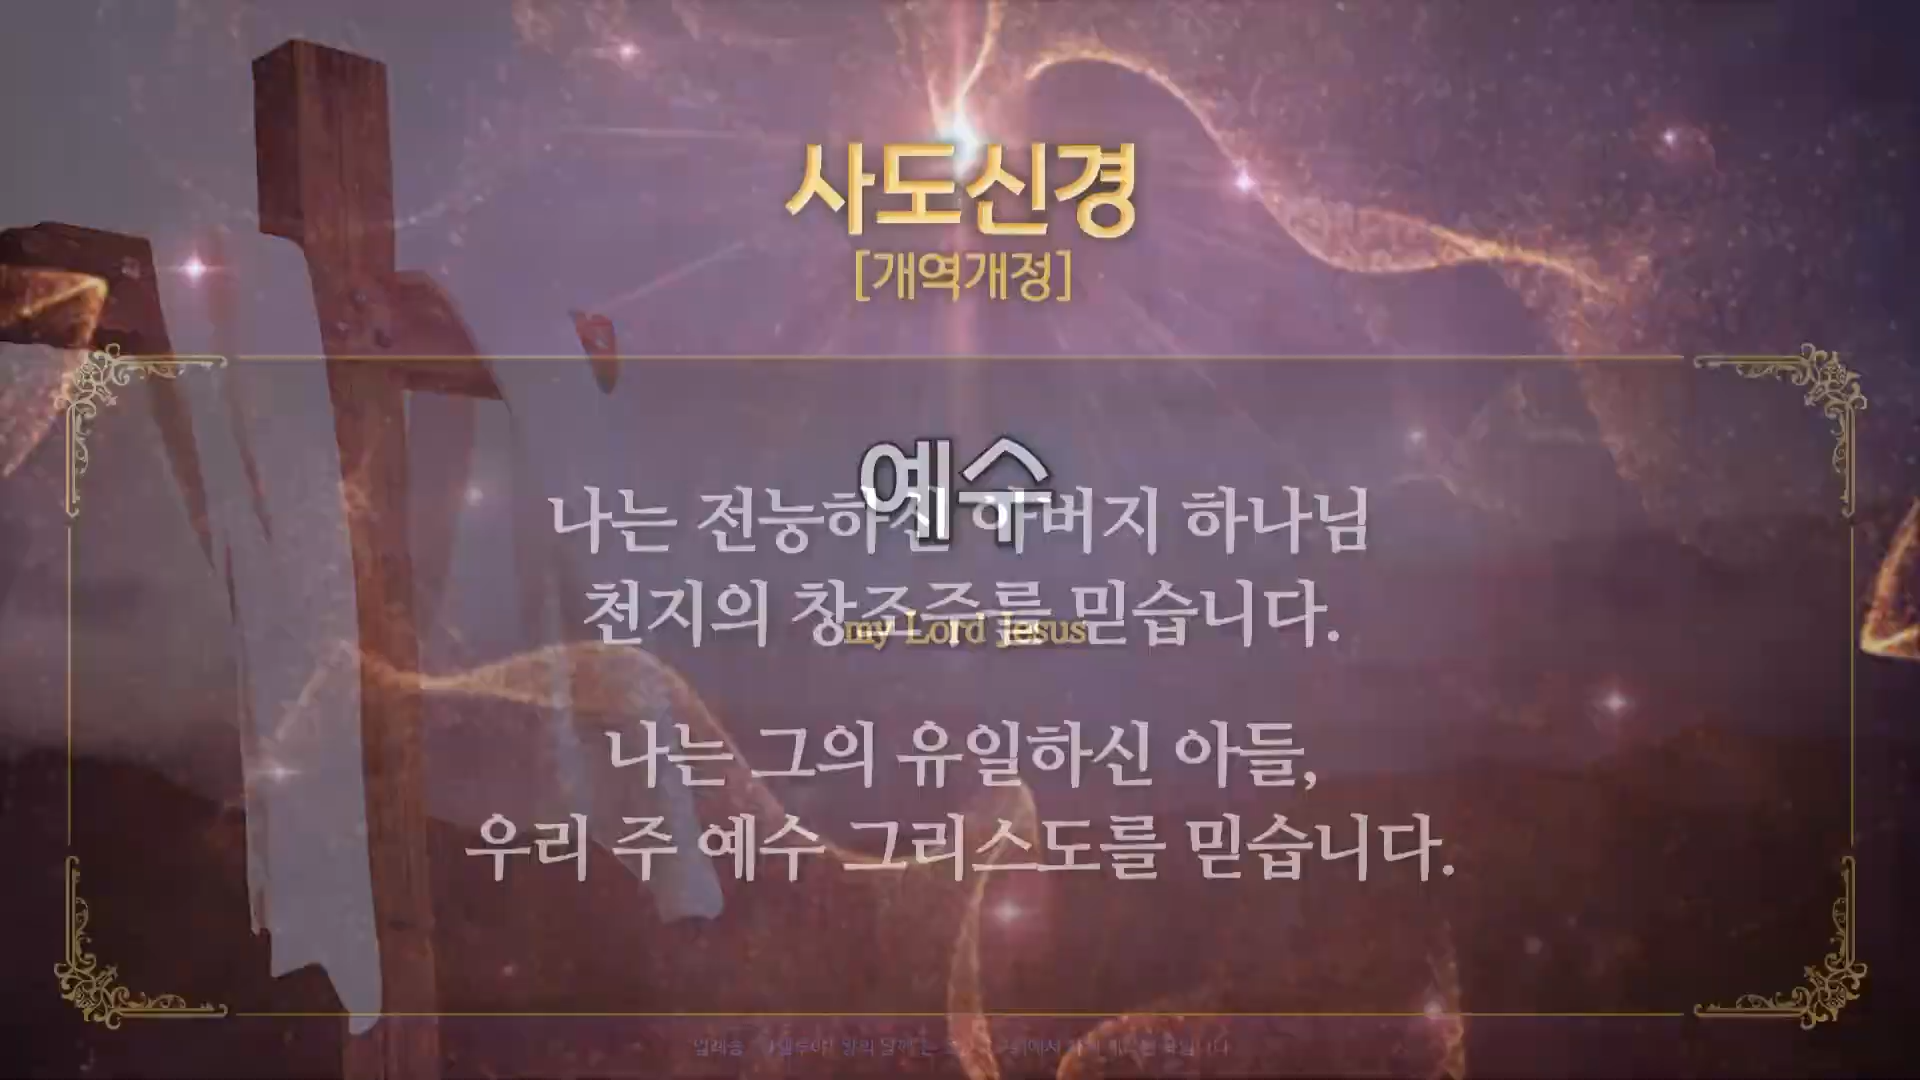 사도신경
[개역개정]
예수
나는 전능하신 아버지 하나님
천지의 창조주를 믿습니다.
my Lord Jesus
나는 그의 유일하신 아들,
우리 주 예수 그리스도를 믿습니다.